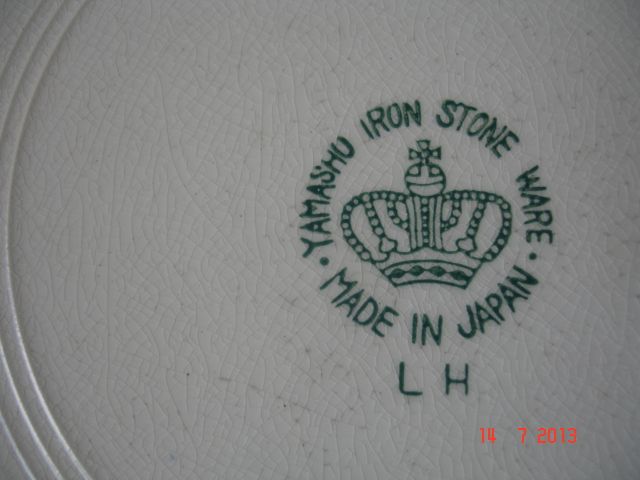 YAMASHU IRON STONE WARE
MADE IN JAPAN
L H
14 7 2013